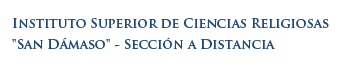 Instituto Superior de Ciencias Religiosas
"San Dámaso" - Sección a Distancia